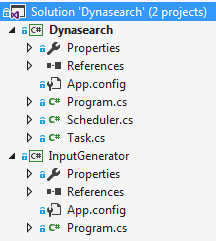 Solution 'Dynasearch' (2 projects)
C# Dynasearch
Properties
References
App.config
C# Program.cs
C# Scheduler.cs
C# Task.cs
C# InputGenerator
Properties
References
App.config
C# Program.cs